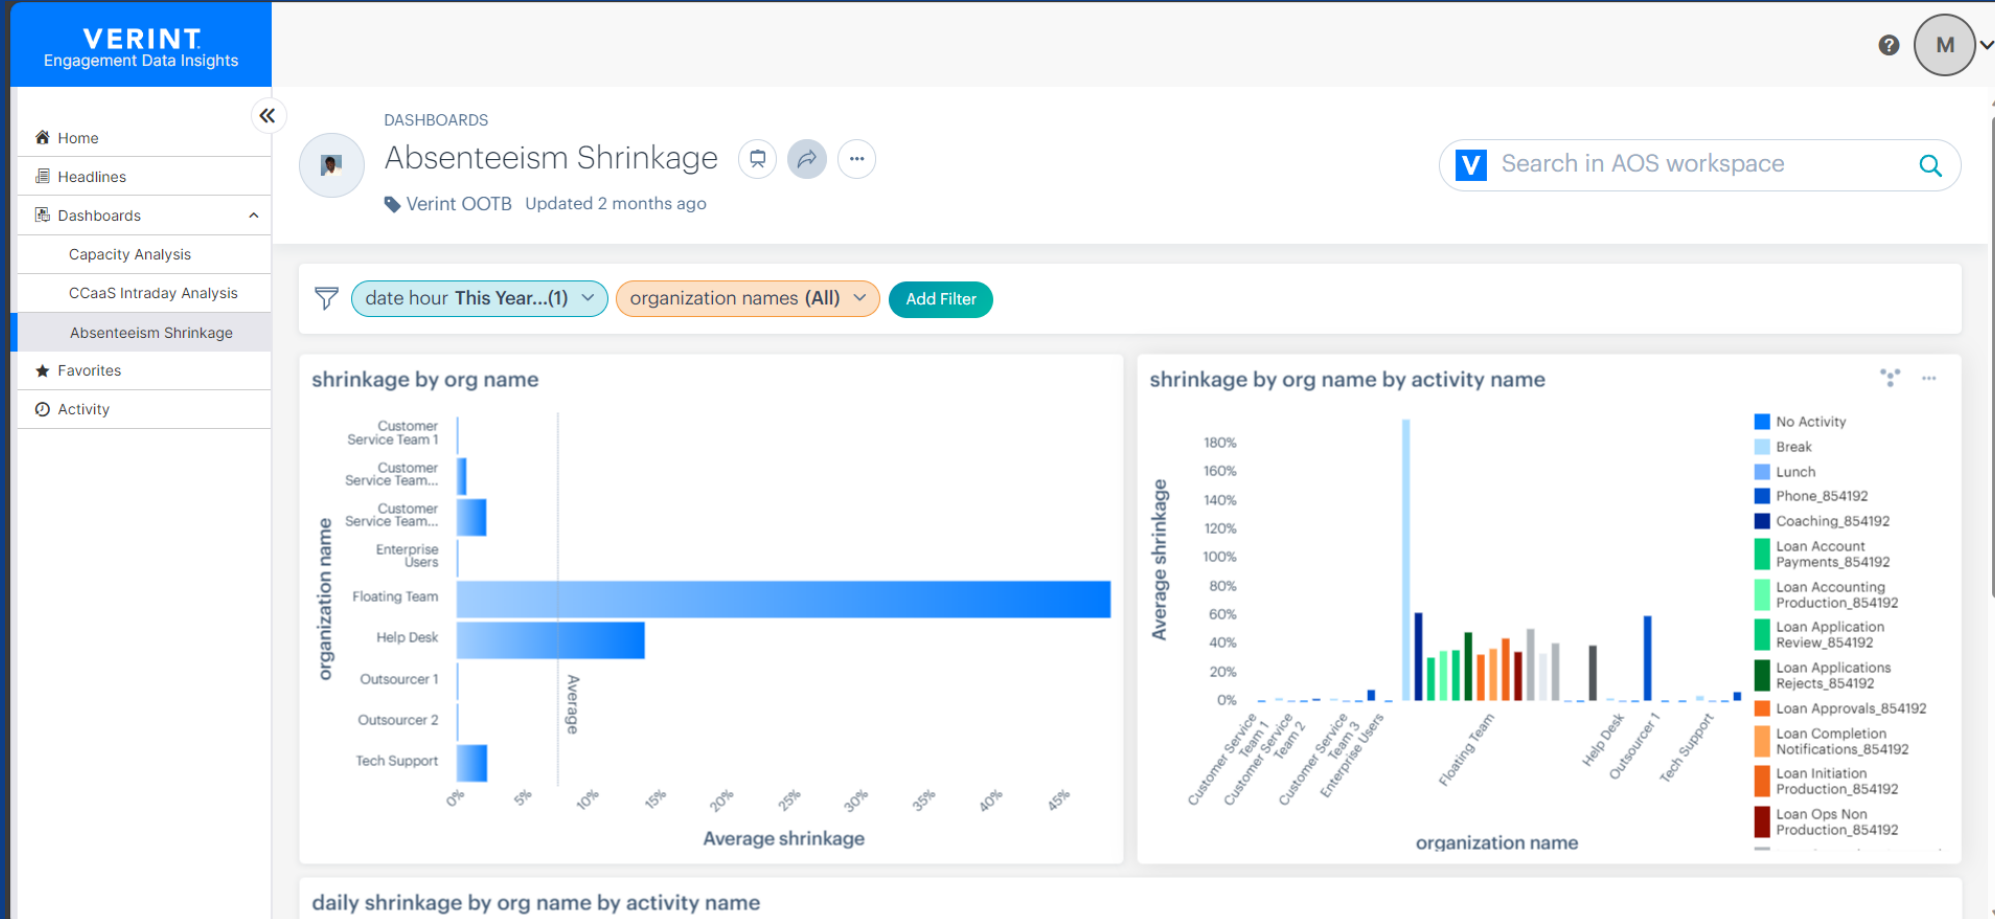 VERINT.
Engagement Data Insights
M
Home
Headlines
Dashboards
Capacity Analysis
CCaaS Intraday Analysis
Absenteeism Shrinkage
Favorites
Activity
DASHBOARDS
Absenteeism Shrinkage
Verint OOTB Updated 2 months ago
V Search in AOS workspace
date hour This Year...(1)
organization names (All)
Add Filter
shrinkage by org name
organization name
Customer
Service Team 1
Customer
Service Team...
Customer
Service Team...
Enterprise
Users
Floating Team
Help Desk
Outsourcer 1
Outsourcer 2
Tech Support
Average
0% 5% 10% 15% 20% 25% 30% 35% 40% 45%
Average shrinkage
shrinkage by org name by activity name
Average shrinkage
180%
160%
140%
120%
100%
80%
60%
40%
20%
0%
Customer Service
Team 1
Customer Service
Team 2
Customer Service
Team 3
Enterprise Users
Floating Team
Help Desk
Outsourcer 1
Tech Support
organization name
No Activity
Break
Lunch
Phone_854192
Coaching_854192
Loan Account
Payments_854192
Loan Accounting
Production_854192
Loan Application
Review_854192
Loan Applications
Rejects_854192
Loan Approvals_854192
Loan Completion
Notifications_854192
Loan Initiation
Production_854192
Loan Ops Non
Production_854192
daily shrinkage by org name by activity name